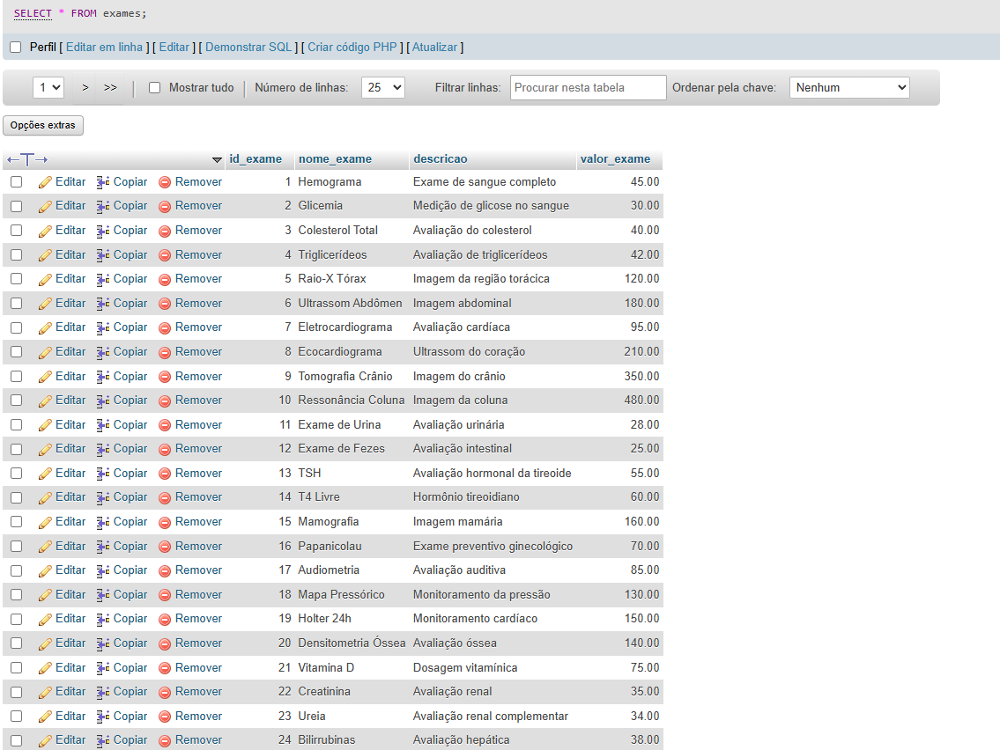 SELECT * FROM exames;
Perfil [ Editar em linha ] [ Editar ] [ Demonstrar SQL ] [ Criar código PHP ] [ Atualizar ]
1 > >> Mostrar tudo Número de linhas: 25 Filtrar linhas: Procurar nesta tabela Ordenar pela chave: Nenhum
Opções extras
←T→ id_exame nome_exame descricao valor_exame
Editar Copiar Remover 1 Hemograma Exame de sangue completo 45.00
Editar Copiar Remover 2 Glicemia Medição de glicose no sangue 30.00
Editar Copiar Remover 3 Colesterol Total Avaliação do colesterol 40.00
Editar Copiar Remover 4 Triglicerídeos Avaliação de triglicerídeos 42.00
Editar Copiar Remover 5 Raio-X Tórax Imagem da região torácica 120.00
Editar Copiar Remover 6 Ultrassom Abdômen Imagem abdominal 180.00
Editar Copiar Remover 7 Eletrocardiograma Avaliação cardíaca 95.00
Editar Copiar Remover 8 Ecocardiograma Ultrassom do coração 210.00
Editar Copiar Remover 9 Tomografia Crânio Imagem do crânio 350.00
Editar Copiar Remover 10 Ressonância Coluna Imagem da coluna 480.00
Editar Copiar Remover 11 Exame de Urina Avaliação urinária 28.00
Editar Copiar Remover 12 Exame de Fezes Avaliação intestinal 25.00
Editar Copiar Remover 13 TSH Avaliação hormonal da tireoide 55.00
Editar Copiar Remover 14 T4 Livre Hormônio tireoidiano 60.00
Editar Copiar Remover 15 Mamografia Imagem mamária 160.00
Editar Copiar Remover 16 Papanicolau Exame preventivo ginecológico 70.00
Editar Copiar Remover 17 Audiometria Avaliação auditiva 85.00
Editar Copiar Remover 18 Mapa Pressórico Monitoramento da pressão 130.00
Editar Copiar Remover 19 Holter 24h Monitoramento cardíaco 150.00
Editar Copiar Remover 20 Densitometria Óssea Avaliação óssea 140.00
Editar Copiar Remover 21 Vitamina D Dosagem vitamínica 75.00
Editar Copiar Remover 22 Creatinina Avaliação renal 35.00
Editar Copiar Remover 23 Ureia Avaliação renal complementar 34.00
Editar Copiar Remover 24 Bilirrubinas Avaliação hepática 38.00